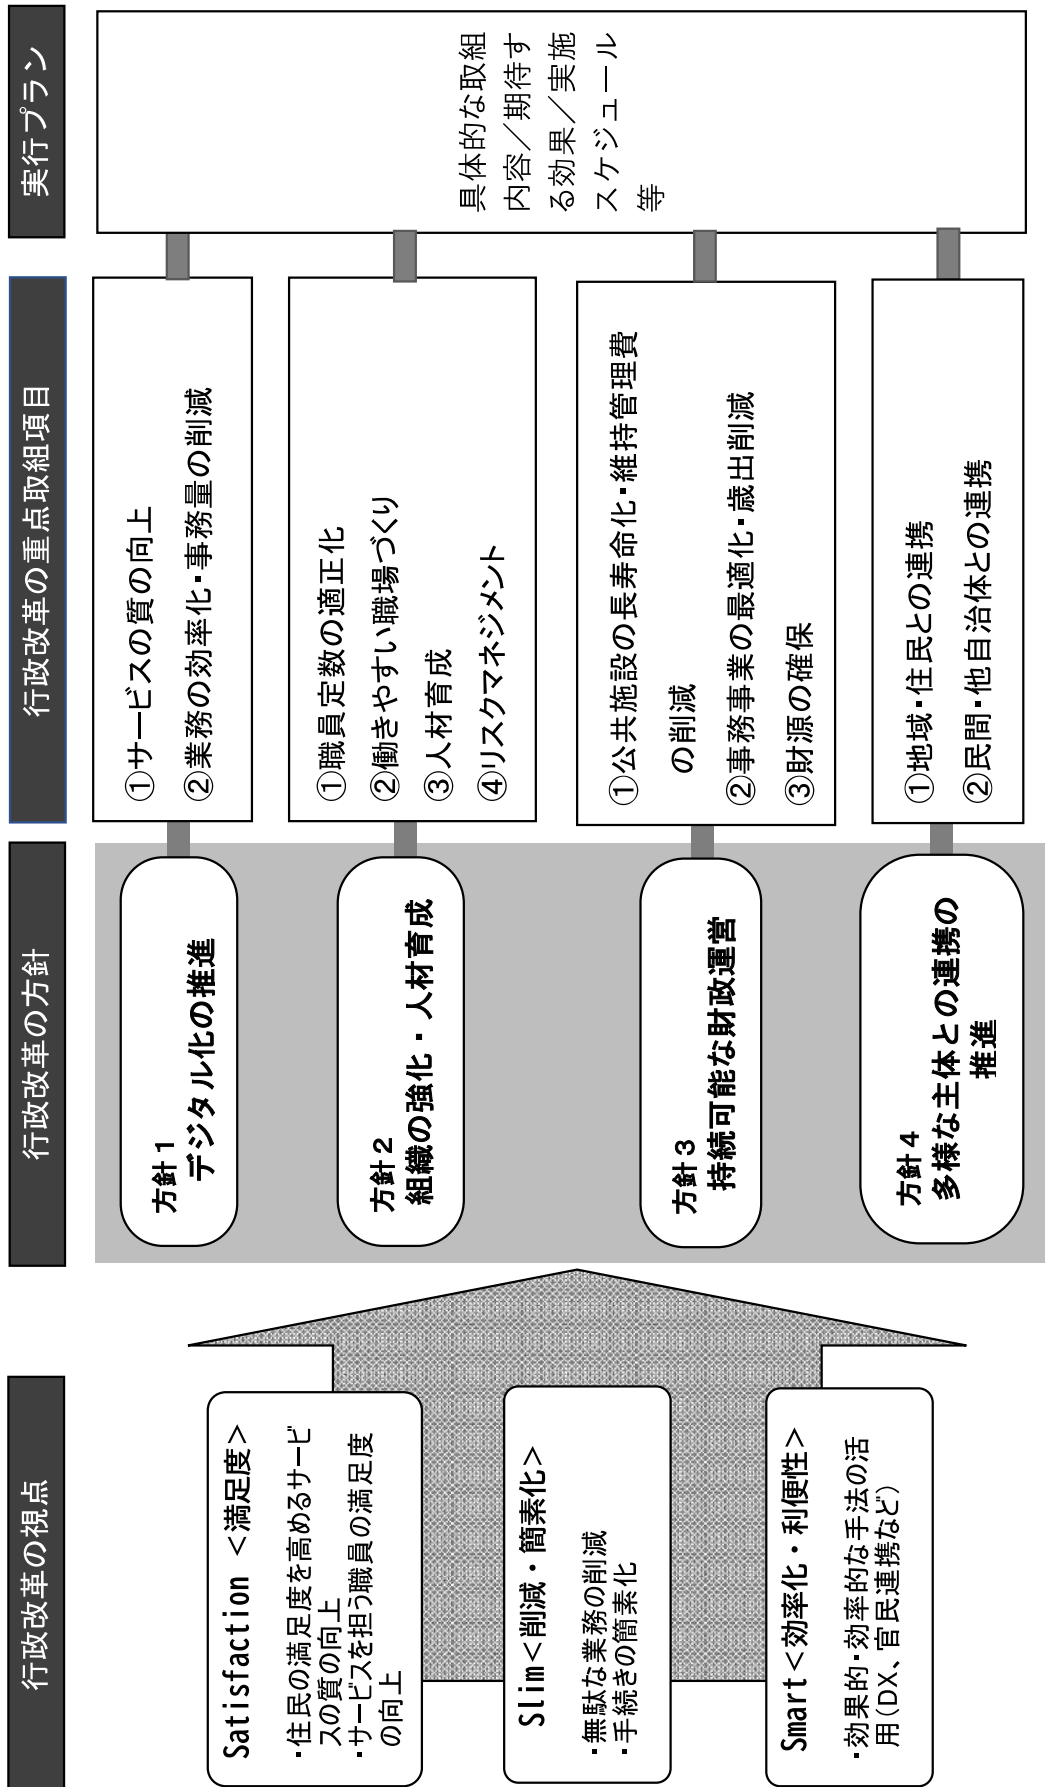 行政改革の視点
Satisfaction ＜満足度＞
・住民の満足度を高めるサービ
スの質の向上
・サービスを担う職員の満足度
の向上
Slim＜削減・簡素化＞
・無駄な業務の削減
・手続きの簡素化
Smart＜効率化・利便性＞
・効果的・効率的な手法の活
用（DX、官民連携など）
行政改革の方針
方針１
デジタル化の推進
方針２
組織の強化・人材育成
方針３
持続可能な財政運営
方針４
多様な主体との連携の
推進
行政改革の重点取組項目
①サービスの質の向上
②業務の効率化・事務量の削減
①職員定数の適正化
②働きやすい職場づくり
③人材育成
④リスクマネジメント
①公共施設の長寿命化・維持管理費
の削減
②事務事業の最適化・歳出削減
③財源の確保
①地域・住民との連携
②民間・他自治体との連携
実行プラン
具体的な取組
内容／期待す
る効果／実施
スケジュール
等